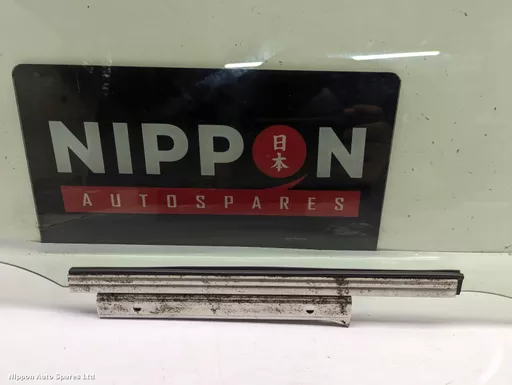 NIPPON
日本
AUTOSPARES
Nippon Auto Spares Ltd